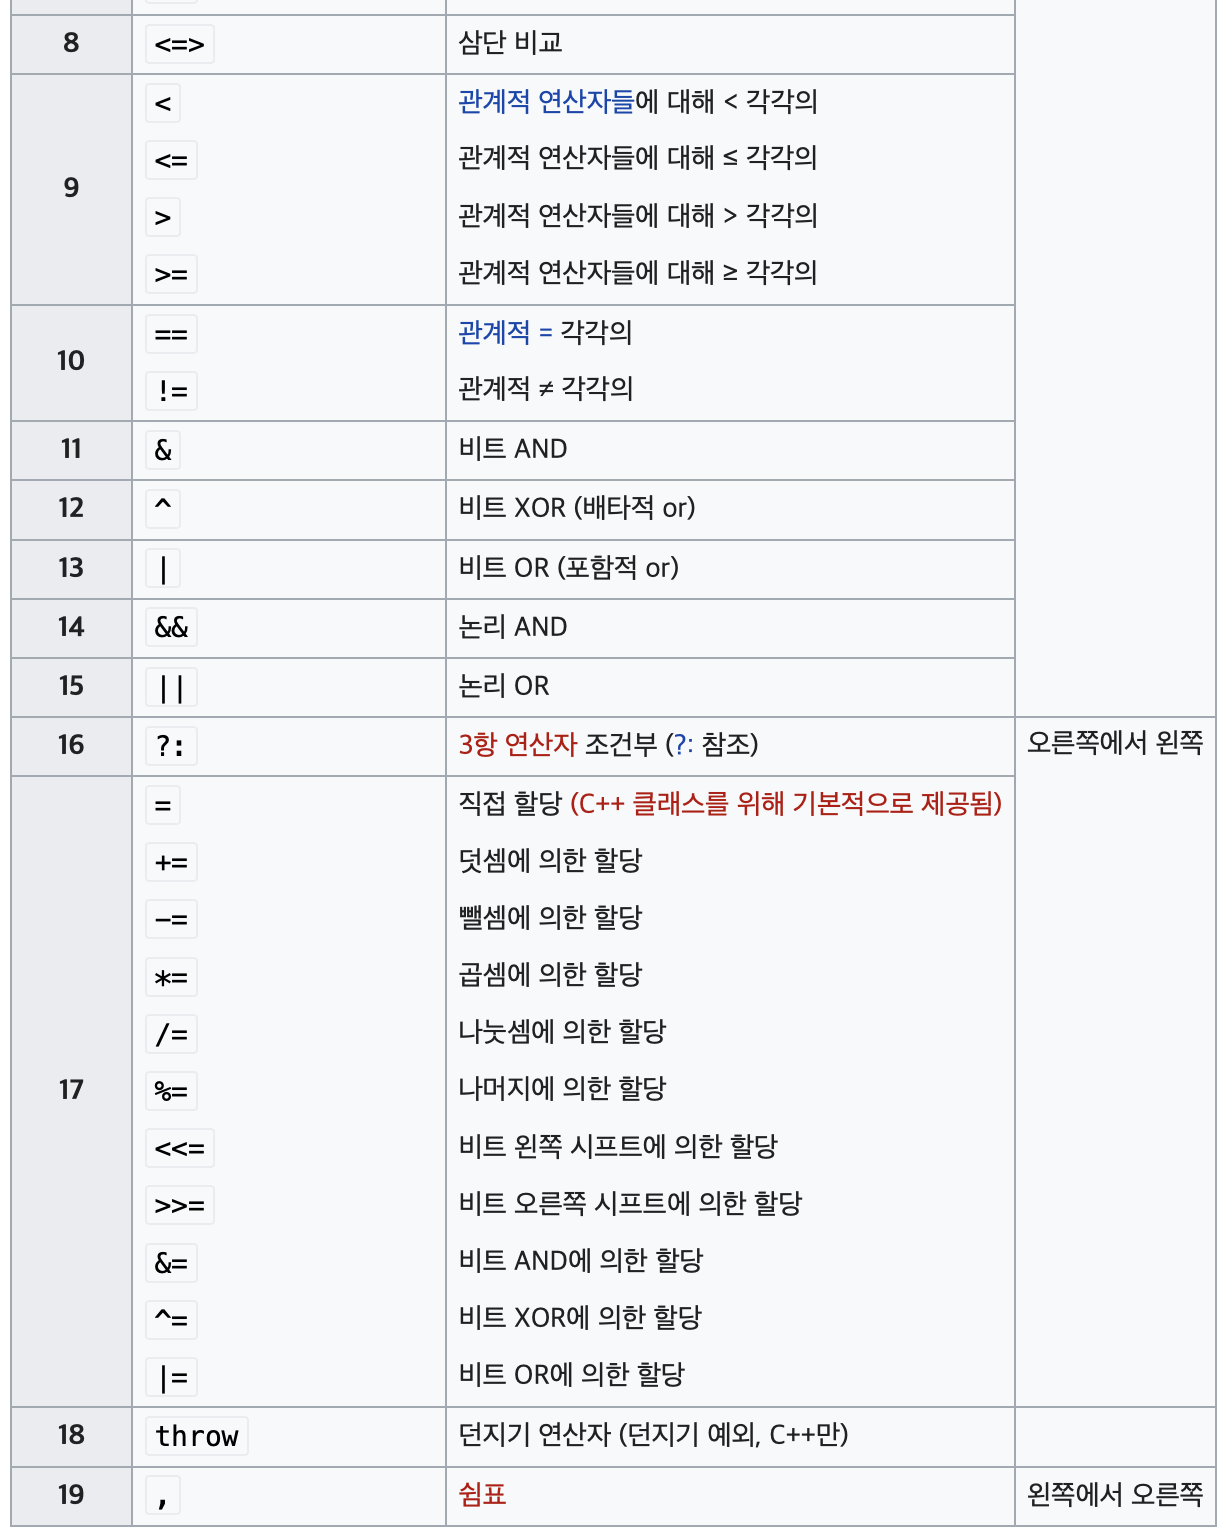 8 <=> 삼단 비교
9
< 관계적 연산자들에 대해 < 각각의
<= 관계적 연산자들에 대해 ≤ 각각의
> 관계적 연산자들에 대해 > 각각의
>= 관계적 연산자들에 대해 ≥ 각각의
10
== 관계적 = 각각의
!= 관계적 ≠ 각각의
11 & 비트 AND
12 ^ 비트 XOR (배타적 or)
13 | 비트 OR (포함적 or)
14 && 논리 AND
15 || 논리 OR
16 ?: 3항 연산자 조건부 (?: 참조) 오른쪽에서 왼쪽
17
= 직접 할당 (C++ 클래스를 위해 기본적으로 제공됨)
+= 덧셈에 의한 할당
-= 뺄셈에 의한 할당
*= 곱셈에 의한 할당
/= 나눗셈에 의한 할당
%= 나머지에 의한 할당
<<= 비트 왼쪽 시프트에 의한 할당
>>= 비트 오른쪽 시프트에 의한 할당
&= 비트 AND에 의한 할당
^= 비트 XOR에 의한 할당
|= 비트 OR에 의한 할당
18 throw 던지기 연산자 (던지기 예외, C++만)
19 , 쉼표 왼쪽에서 오른쪽